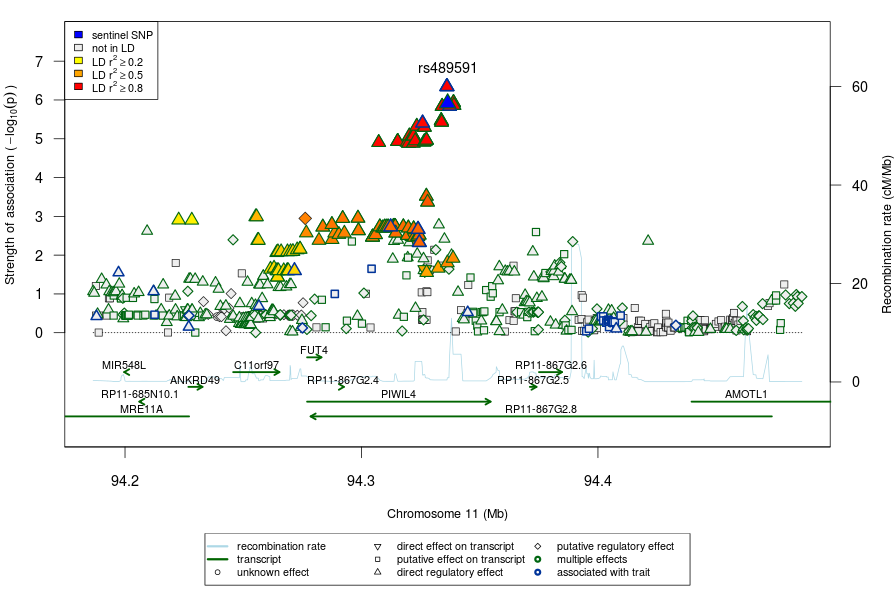 sentinel SNP
not in LD
LD r² ≥ 0.2
LD r² ≥ 0.5
LD r² ≥ 0.8
rs489591
Strength of association (−log₁₀(p))
7
6
5
4
3
2
1
0
Recombination rate (cM/Mb)
60
40
20
0
FUT4
MIR548L
C11orf97
RP11-867G2.6
ANKRD49
RP11-867G2.4
RP11-867G2.5
RP11-685N10.1
PIWIL4
AMOTL1
MRE11A
RP11-867G2.8
94.2
94.3
94.4
Chromosome 11 (Mb)
recombination rate
transcript
unknown effect
direct effect on transcript
putative effect on transcript
direct regulatory effect
putative regulatory effect
multiple effects
associated with trait